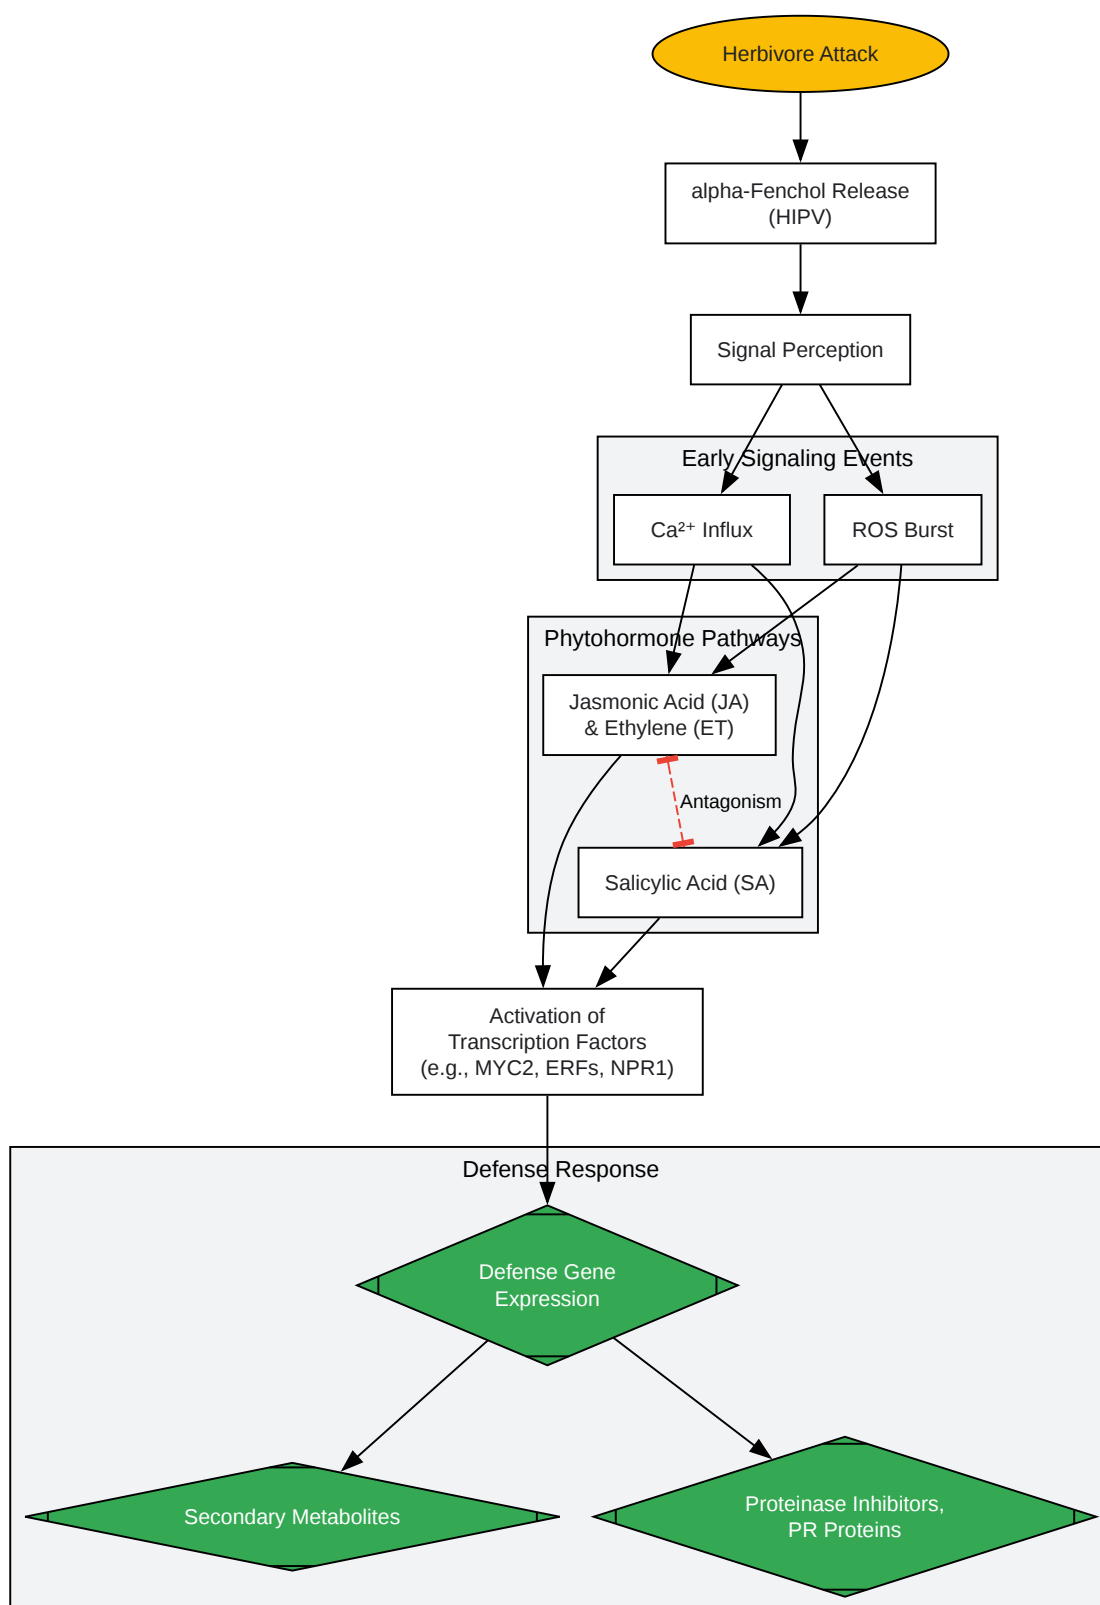 Herbivore Attack
alpha-Fenchol Release
(HIPV)
Signal Perception
Early Signaling Events
Ca²⁺ Influx
ROS Burst
Phytohormone Pathways
Jasmonic Acid (JA)
& Ethylene (ET)
Antagonism
Salicylic Acid (SA)
Activation of
Transcription Factors
(e.g., MYC2, ERFs, NPR1)
Defense Response
Defense Gene
Expression
Secondary Metabolites
Proteinase Inhibitors,
PR Proteins